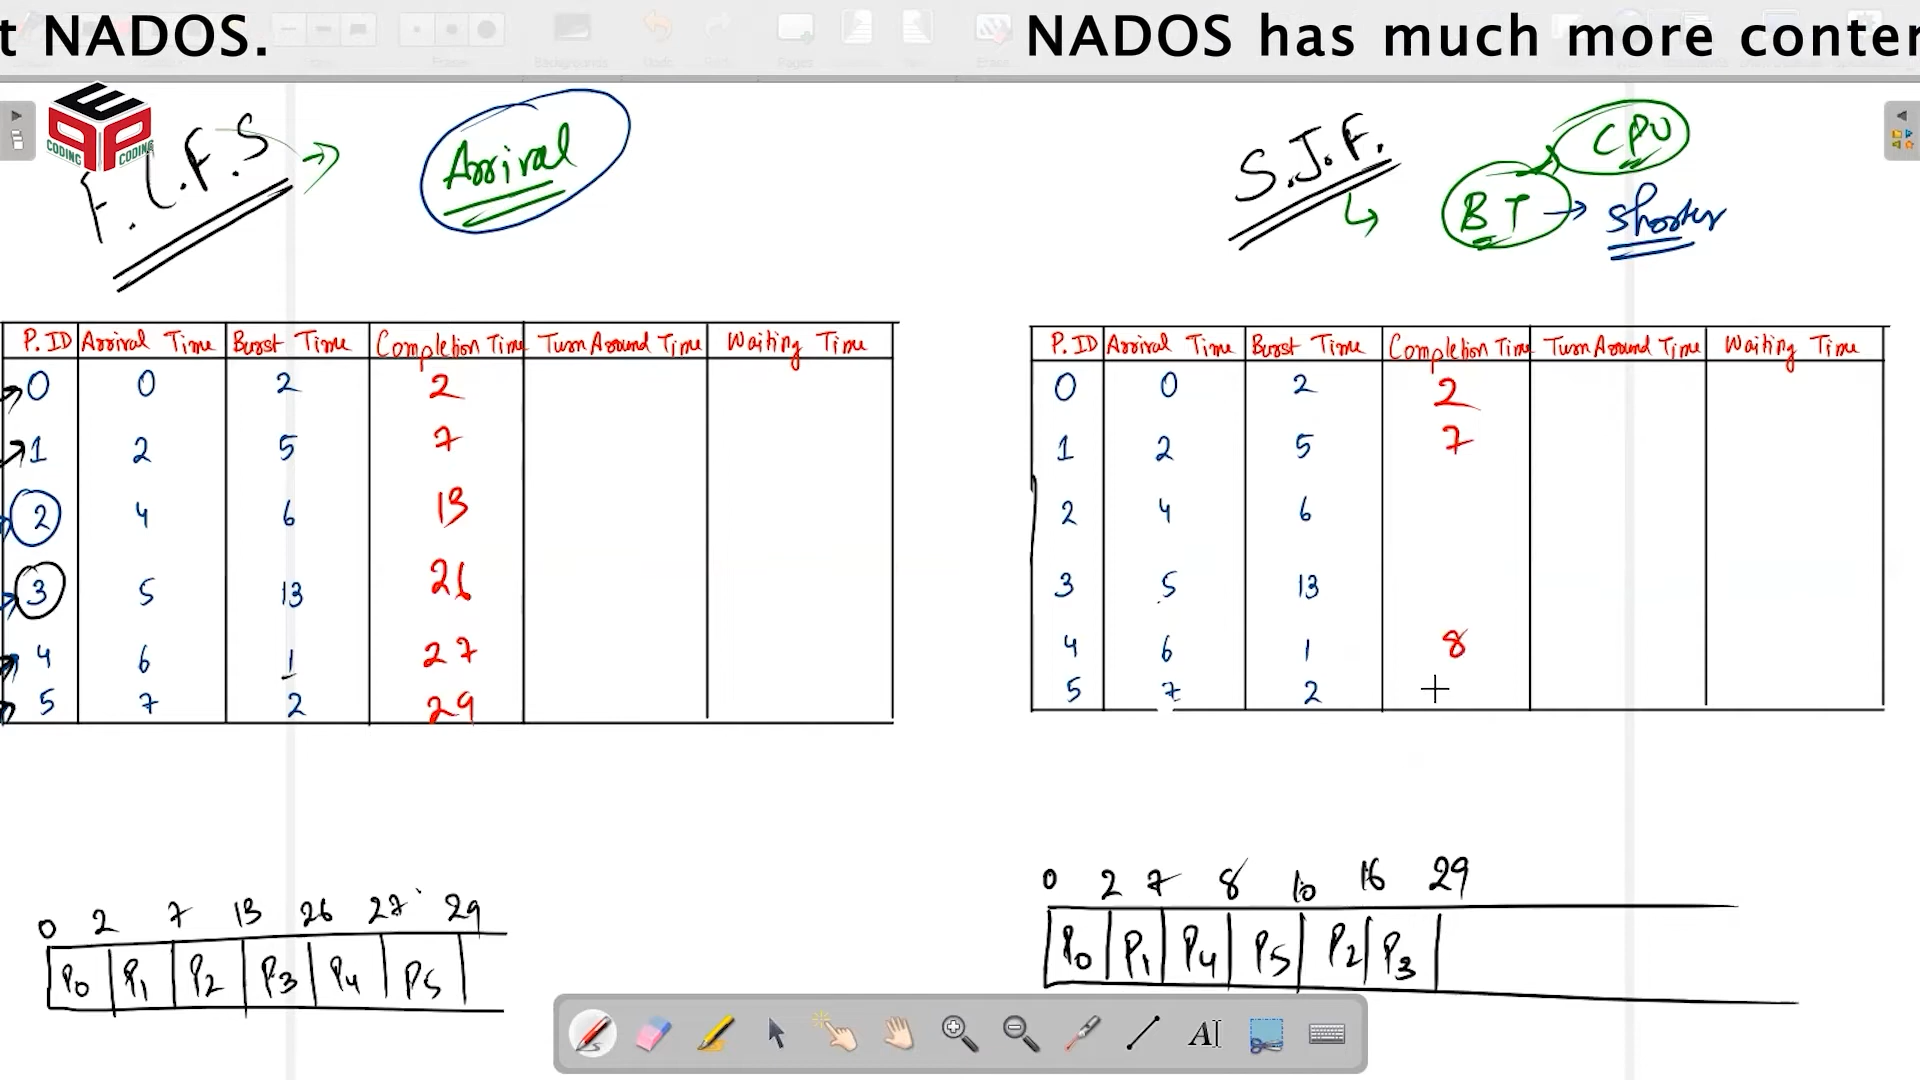 t NADOS. NADOS has much more conter
CODING CODING
F.C.F.S → Arrival
S.J.F. ↳ BT → Shorter
CPU
P.ID Arrival Time Burst Time Completion Time Turn Around Time Waiting Time
0 0 2 2
1 2 5 7
2 4 6 13
3 5 13 26
4 6 1 27
5 7 2 29
P.ID Arrival Time Burst Time Completion Time Turn Around Time Waiting Time
0 0 2 2
1 2 5 7
2 4 6
3 5 13
4 6 1 8
5 7 2
0 2 7 13 26 27 29
P0 P1 P2 P3 P4 P5
0 2 7 8 10 16 29
P0 P1 P4 P5 P2 P3
AI